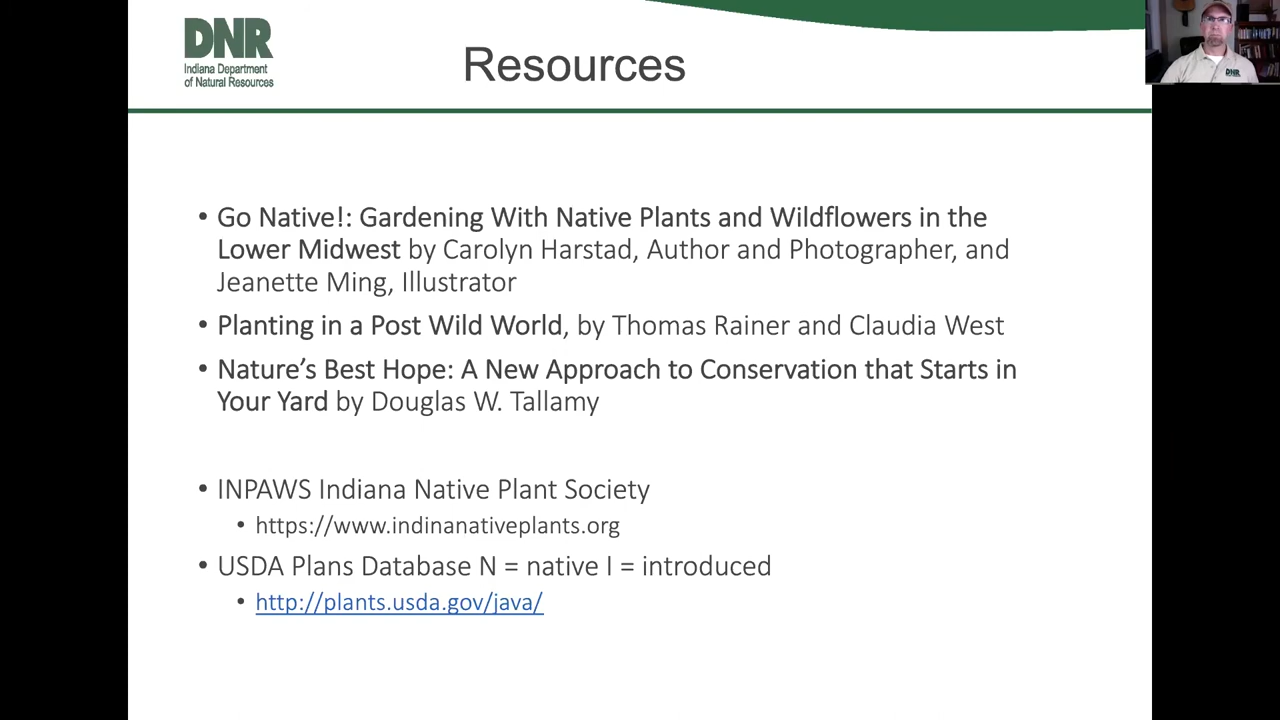 DNR
Indiana Department
of Natural Resources
Resources
DNR
• Go Native!: Gardening With Native Plants and Wildflowers in the
Lower Midwest by Carolyn Harstad, Author and Photographer, and
Jeanette Ming, Illustrator
• Planting in a Post Wild World, by Thomas Rainer and Claudia West
• Nature’s Best Hope: A New Approach to Conservation that Starts in
Your Yard by Douglas W. Tallamy
• INPAWS Indiana Native Plant Society
• https://www.indinanativeplants.org
• USDA Plans Database N = native I = introduced
• http://plants.usda.gov/java/